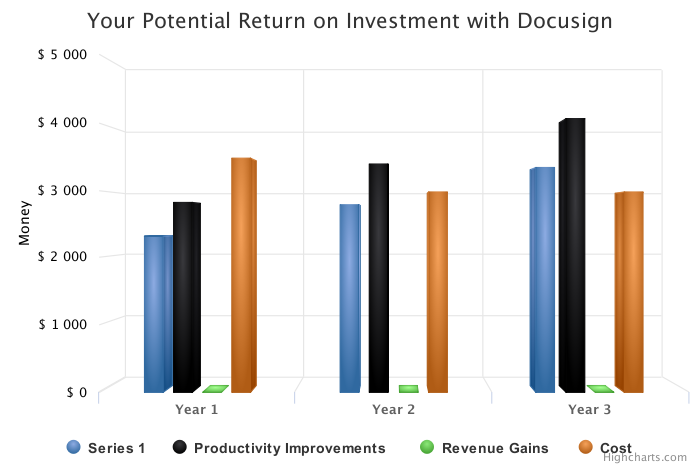 Your Potential Return on Investment with Docusign
$ 5 000
$ 4 000
$ 3 000
$ 2 000
$ 1 000
$ 0
Money
Year 1
Year 2
Year 3
Series 1
Productivity Improvements
Revenue Gains
Cost
Highcharts.com